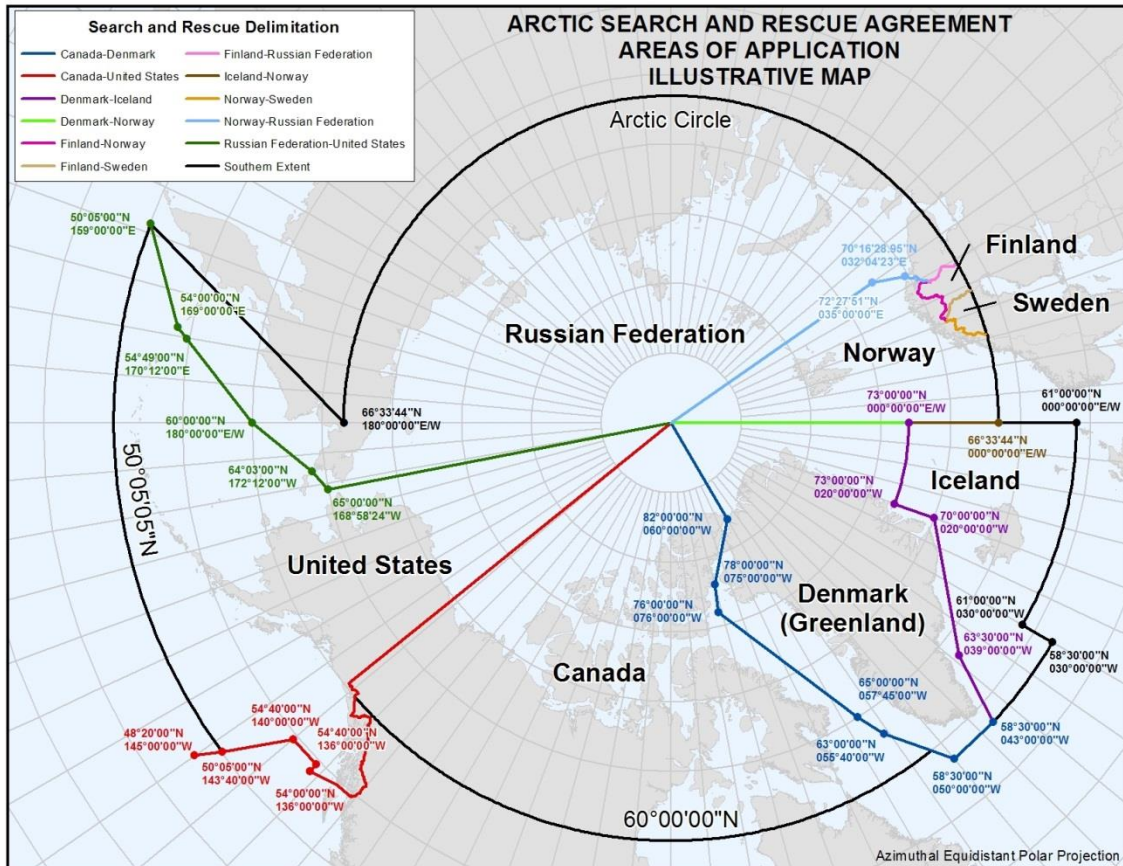 ARCTIC SEARCH AND RESCUE AGREEMENT
AREAS OF APPLICATION
ILLUSTRATIVE MAP
Search and Rescue Delimitation
Canada-Denmark
Canada-United States
Denmark-Iceland
Denmark-Norway
Finland-Norway
Finland-Sweden
Finland-Russian Federation
Iceland-Norway
Norway-Sweden
Norway-Russian Federation
Russian Federation-United States
Southern Extent
Arctic Circle
50°05'00"N
159°00'00"E
54°00'00"N
169°00'00"E
54°49'00"N
170°12'00"E
60°00'00"N
180°00'00"E/W
64°03'00"N
172°12'00"W
65°00'00"N
168°58'24"W
66°33'44"N
180°00'00"E/W
50°05'05"N
Russian Federation
70°16'28.95"N
032°04'23"E
72°27'51"N
035°00'00"E
Finland
Sweden
Norway
73°00'00"N
000°00'00"E/W
61°00'00"N
000°00'00"E/W
66°33'44"N
000°00'00"E/W
Iceland
73°00'00"N
020°00'00"W
70°00'00"N
020°00'00"W
82°00'00"N
060°00'00"W
78°00'00"N
075°00'00"W
76°00'00"N
076°00'00"W
Denmark
(Greenland)
61°00'00"N
030°00'00"W
63°30'00"N
039°00'00"W
58°30'00"N
030°00'00"W
United States
Canada
65°00'00"N
057°45'00"W
63°00'00"N
055°40'00"W
58°30'00"N
043°00'00"W
58°30'00"N
050°00'00"W
48°20'00"N
145°00'00"W
50°05'00"N
143°40'00"W
54°40'00"N
140°00'00"W
54°40'00"N
136°00'00"W
54°00'00"N
136°00'00"W
60°00'00"N
Azimuthal Equidistant Polar Projection